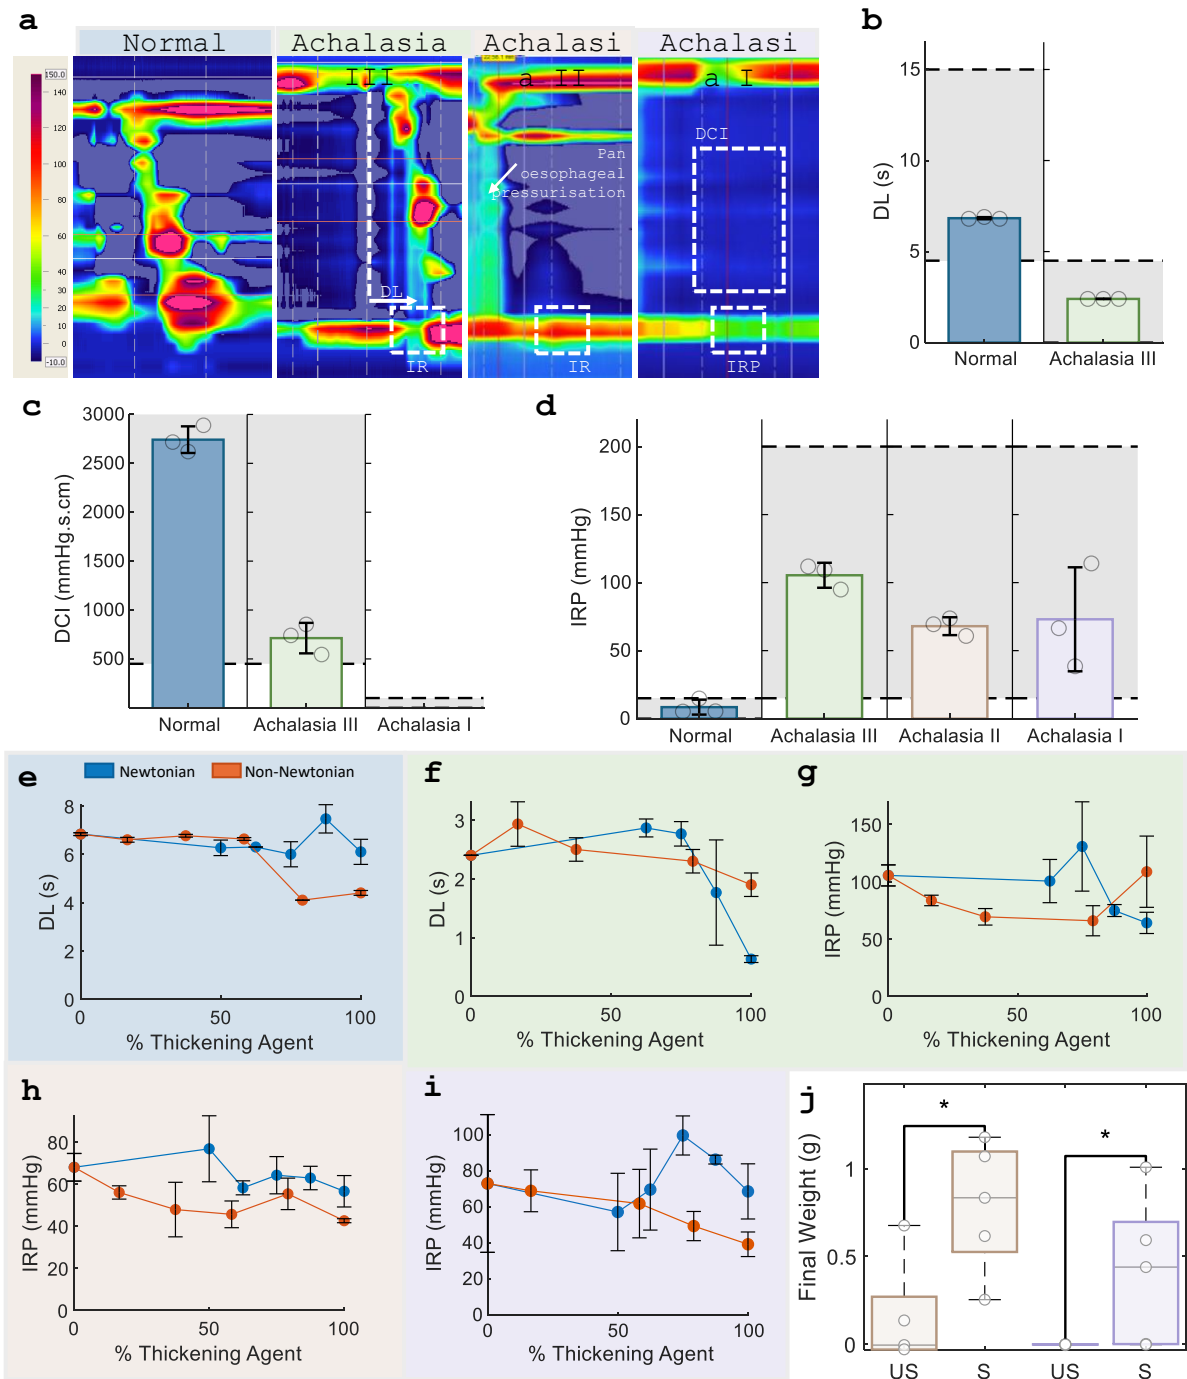 a
Normal
Achalasia III
Achalasi a II
Achalasi a I
150.0
140
120
100
80
60
40
30
20
10
0
-10.0
DL
IR
Pan
oesophageal
pressurisation
IR
DCI
IRP
b
DL (s)
15
10
5
0
Normal
Achalasia III
c
DCI (mmHg.s.cm)
3000
2500
2000
1500
1000
500
Normal
Achalasia III
Achalasia I
d
IRP (mmHg)
200
150
100
50
0
Normal
Achalasia III
Achalasia II
Achalasia I
e
Newtonian
Non-Newtonian
DL (s)
8
6
4
2
0
0
50
100
% Thickening Agent
f
DL (s)
3
2
1
0
0
50
100
% Thickening Agent
g
IRP (mmHg)
150
100
50
0
0
50
100
% Thickening Agent
h
IRP (mmHg)
80
60
40
20
0
0
50
100
% Thickening Agent
i
IRP (mmHg)
100
80
60
40
20
0
0
50
100
% Thickening Agent
j
Final Weight (g)
1
0.5
0
*
*
US
S
US
S